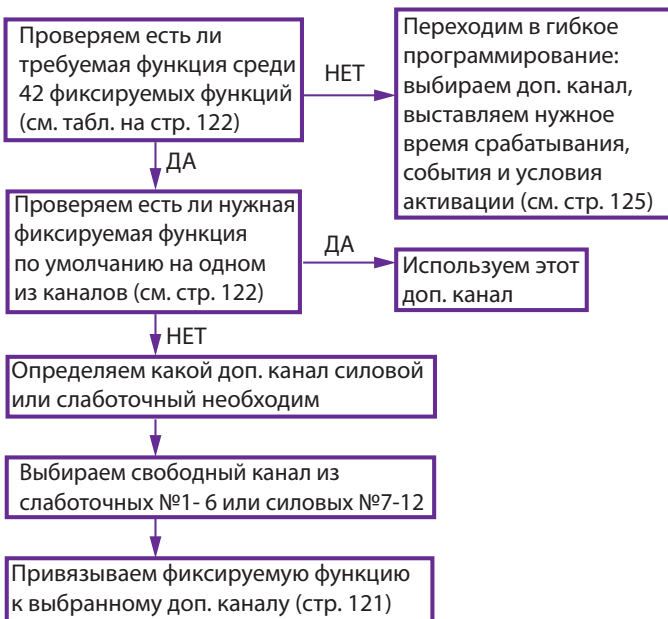 Проверяем есть ли
требуемая функция среди
42 фиксируемых функций
(см. табл. на стр. 122)
НЕТ
Переходим в гибкое
программирование:
выбираем доп. канал,
выставляем нужное
время срабатывания,
события и условия
активации (см. стр. 125)
ДА
Проверяем есть ли нужная
фиксируемая функция
по умолчанию на одном
из каналов (см. стр. 122)
ДА
Используем этот
доп. канал
НЕТ
Определяем какой доп. канал силовой
или слаботочный необходим
Выбираем свободный канал из
слаботочных №1- 6 или силовых №7-12
Привязываем фиксируемую функцию
к выбранному доп. каналу (стр. 121)